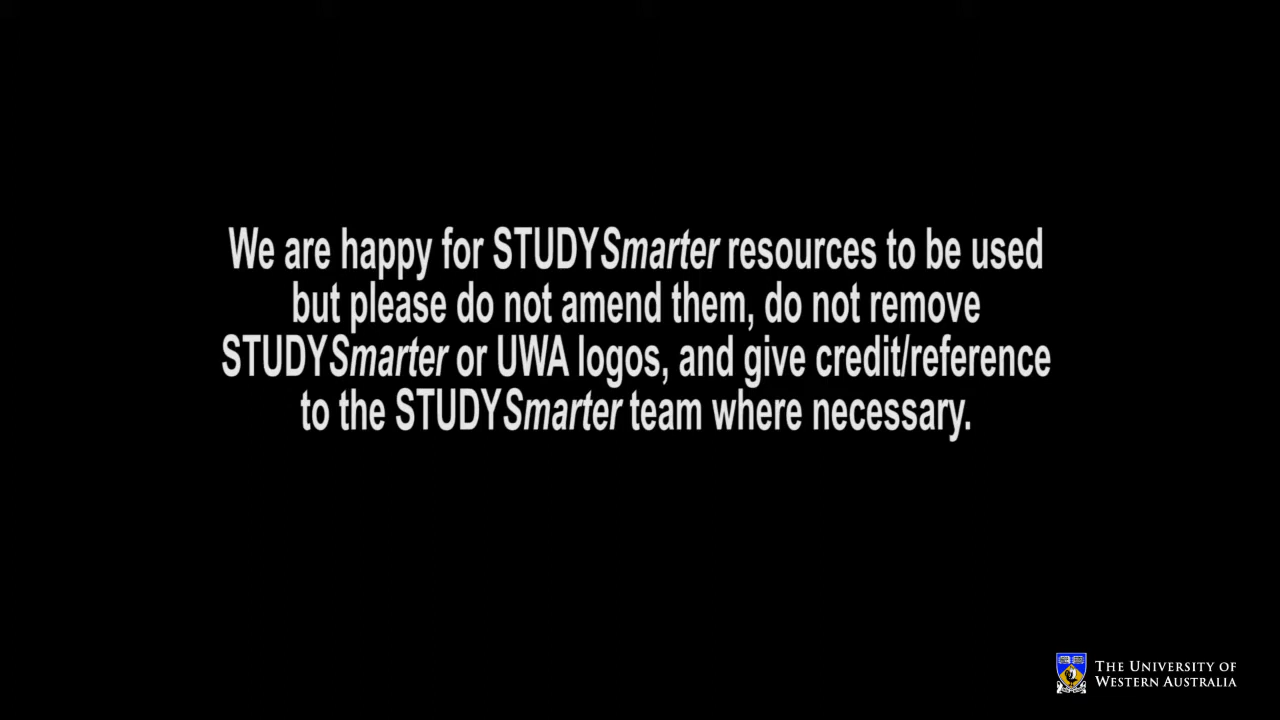 We are happy for STUDYSmarter resources to be used
but please do not amend them, do not remove
STUDYSmarter or UWA logos, and give credit/reference
to the STUDYSmarter team where necessary.
THE UNIVERSITY OF
WESTERN AUSTRALIA